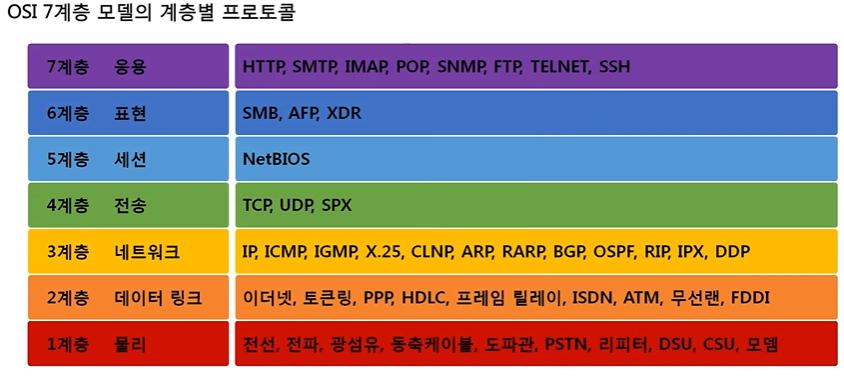 OSI 7계층 모델의 계층별 프로토콜
7계층 응용 HTTP, SMTP, IMAP, POP, SNMP, FTP, TELNET, SSH
6계층 표현 SMB, AFP, XDR
5계층 세션 NetBIOS
4계층 전송 TCP, UDP, SPX
3계층 네트워크 IP, ICMP, IGMP, X.25, CLNP, ARP, RARP, BGP, OSPF, RIP, IPX, DDP
2계층 데이터 링크 이더넷, 토큰링, PPP, HDLC, 프레임 릴레이, ISDN, ATM, 무선랜, FDDI
1계층 물리 전선, 전파, 광섬유, 동축케이블, 도파관, PSTN, 리피터, DSU, CSU, 모뎀